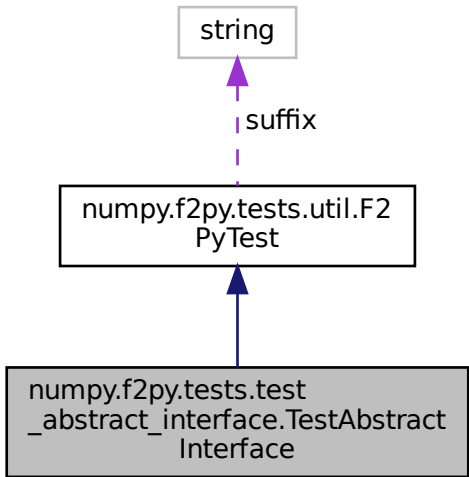 string
suffix
numpy.f2py.tests.util.F2
PyTest
numpy.f2py.tests.test
_abstract_interface.TestAbstract
Interface